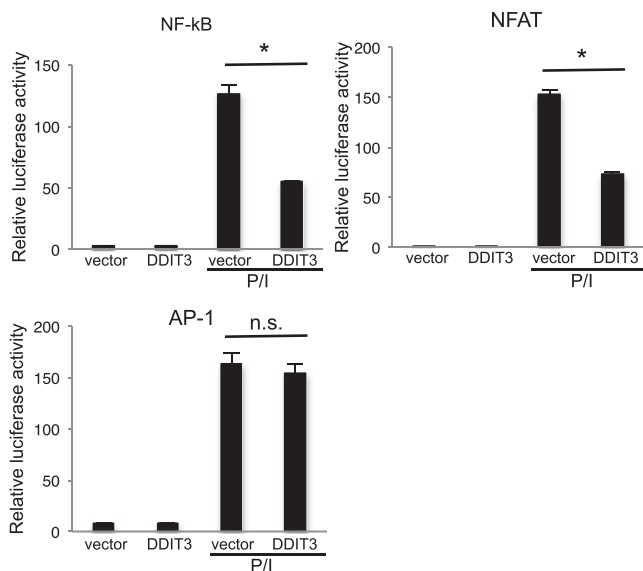 NF-kB
*
Relative luciferase activity
150
100
50
0
vector DDIT3 vector DDIT3
P/I
NFAT
*
Relative luciferase activity
200
150
100
50
0
vector DDIT3 vector DDIT3
P/I
AP-1
n.s.
Relative luciferase activity
200
150
100
50
0
vector DDIT3 vector DDIT3
P/I